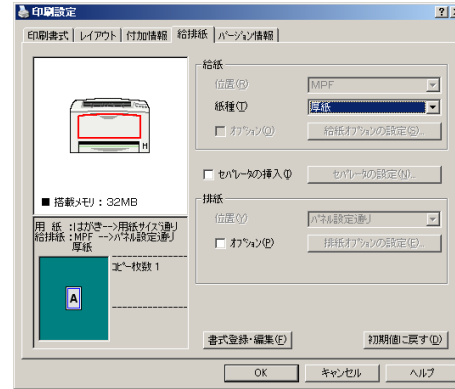 印刷設定
印刷書式 レイアウト 付加情報 給排紙 バージョン情報
給紙
位置(R) MPF
紙種(T) 厚紙
オプション(O) 給紙オプションの設定(S)...
セパレータの挿入(I) セパレータの設定(N)...
排紙
位置(Y) パネル設定通り
オプション(P) 排紙オプションの設定(E)...
H
■ 搭載メモリ : 32MB
用 紙 :はがき-->用紙サイズ通り
給排紙 :MPF -->パネル設定通り
厚紙
コピー枚数 1
A
書式登録・編集(F) 初期値に戻す(D)
OK キャンセル ヘルプ